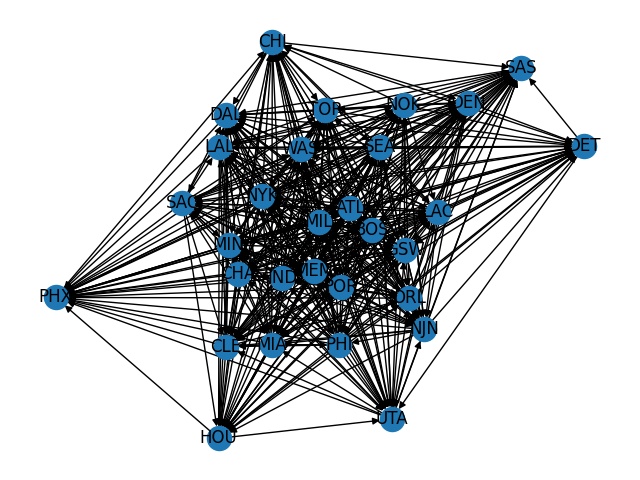 CHI
SAS
DAL
TOR
NOK
DEN
LAL
WAS
SEA
DET
SAC
NYK
ATL
LAC
MIL
BOS
MIN
GSW
CHA
IND
MEM
POR
PHX
ORL
NJN
CLE
MIA
PHI
UTA
HOU